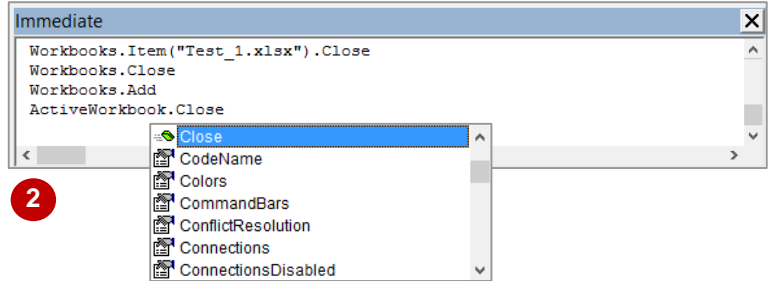 Immediate
Workbooks.Item("Test_1.xlsx").Close
Workbooks.Close
Workbooks.Add
ActiveWorkbook.Close
Close
CodeName
Colors
CommandBars
ConflictResolution
Connections
ConnectionsDisabled
2